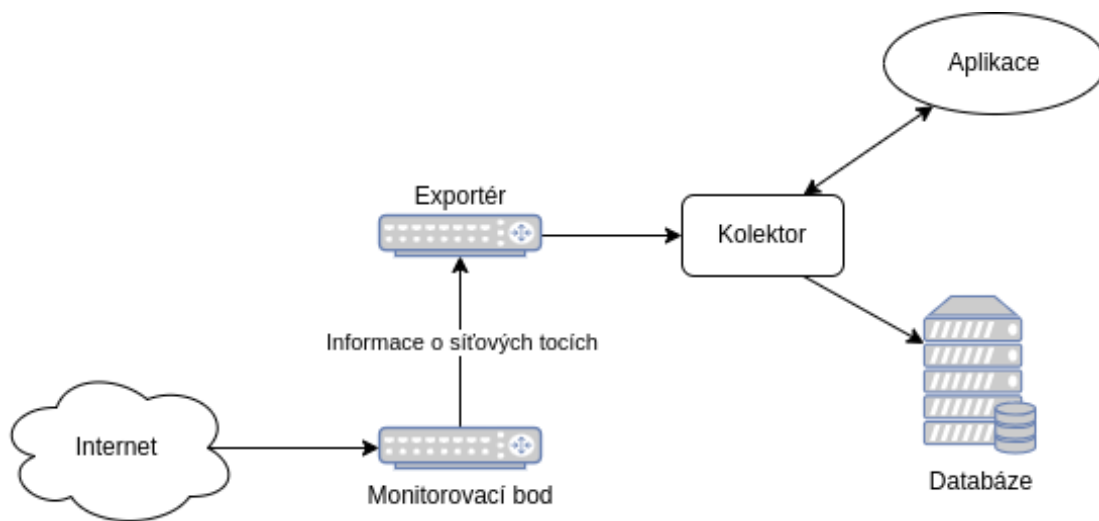 Aplikace
Exportér
Kolektor
Informace o síťových tocích
Internet
Monitorovací bod
Databáze